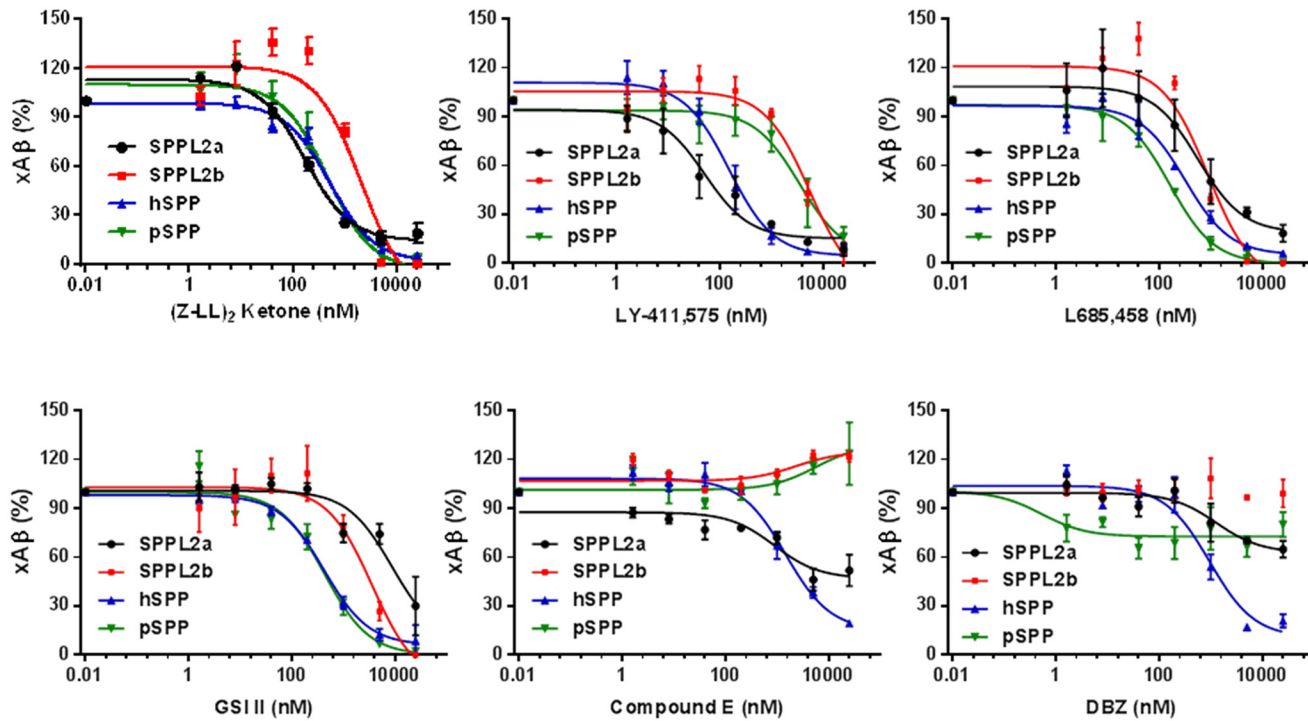 150
120
90
60
30
0
xAβ (%)
SPPL2a
SPPL2b
hSPP
pSPP
0.01 1 100 10000
(Z-LL)₂ Ketone (nM)
150
120
90
60
30
0
xAβ (%)
SPPL2a
SPPL2b
hSPP
pSPP
0.01 1 100 10000
LY-411,575 (nM)
150
120
90
60
30
0
xAβ (%)
SPPL2a
SPPL2b
hSPP
pSPP
0.01 1 100 10000
L685,458 (nM)
150
120
90
60
30
0
xAβ (%)
SPPL2a
SPPL2b
hSPP
pSPP
0.01 1 100 10000
GSI II (nM)
150
120
90
60
30
0
xAβ (%)
SPPL2a
SPPL2b
hSPP
pSPP
0.01 1 100 10000
Compound E (nM)
150
120
90
60
30
0
xAβ (%)
SPPL2a
SPPL2b
hSPP
pSPP
0.01 1 100 10000
DBZ (nM)